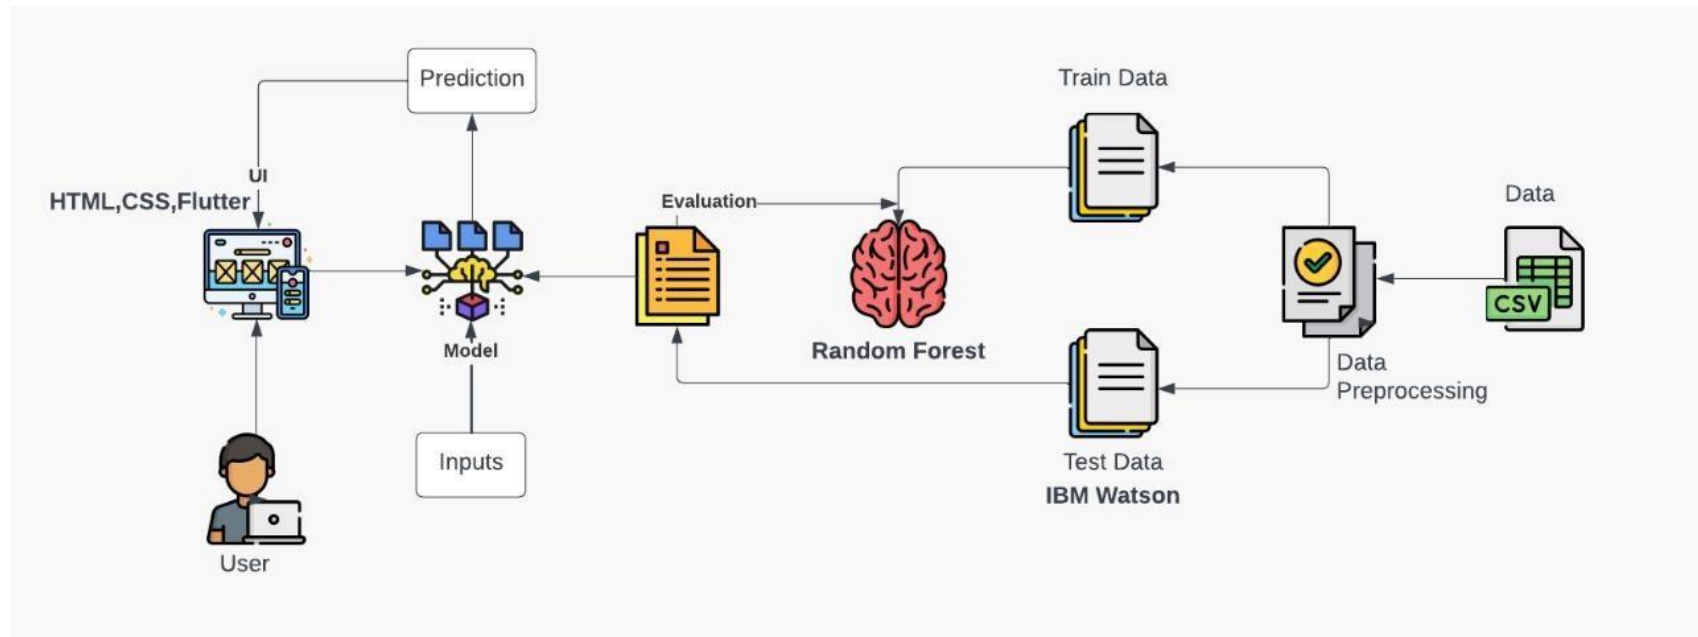 Prediction
Train Data
UI
HTML,CSS,Flutter
Evaluation
Data
CSV
Model
Random Forest
Data
Preprocessing
Inputs
Test Data
IBM Watson
User